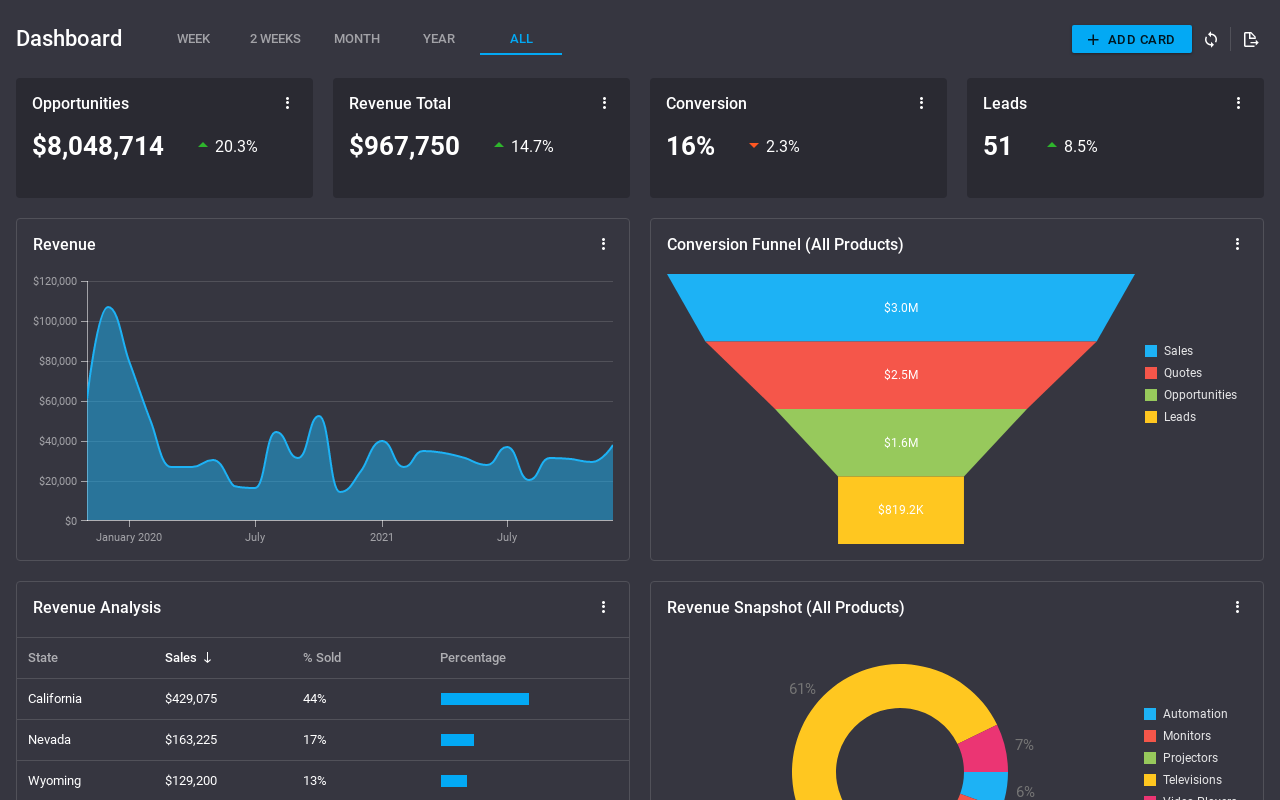 Dashboard WEEK 2 WEEKS MONTH YEAR ALL ADD CARD
Opportunities
$8,048,714 20.3%
Revenue Total
$967,750 14.7%
Conversion
16% 2.3%
Leads
51 8.5%
Revenue
$120,000
$100,000
$80,000
$60,000
$40,000
$20,000
$0
January 2020 July 2021 July
Conversion Funnel (All Products)
$3.0M
$2.5M
$1.6M
$819.2K
Sales
Quotes
Opportunities
Leads
Revenue Analysis
State Sales % Sold Percentage
California $429,075 44%
Nevada $163,225 17%
Wyoming $129,200 13%
Revenue Snapshot (All Products)
61%
7%
6%
Automation
Monitors
Projectors
Televisions
Video Players